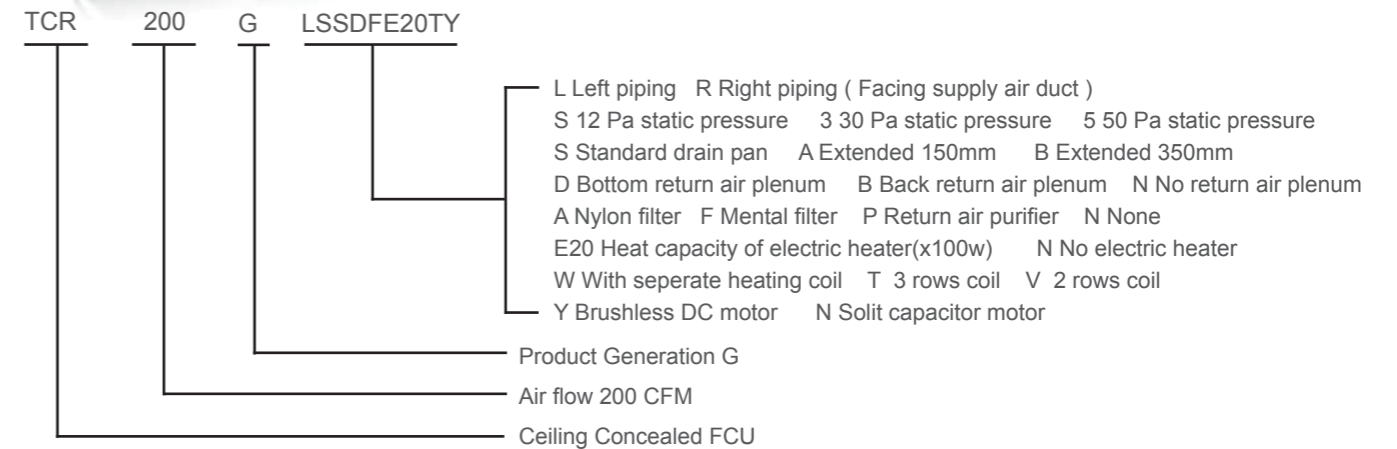 TCR 200 G LSSDFE20TY
L Left piping R Right piping ( Facing supply air duct )
S 12 Pa static pressure 3 30 Pa static pressure 5 50 Pa static pressure
S Standard drain pan A Extended 150mm B Extended 350mm
D Bottom return air plenum B Back return air plenum N No return air plenum
A Nylon filter F Mental filter P Return air purifier N None
E20 Heat capacity of electric heater(x100w) N No electric heater
W With seperate heating coil T 3 rows coil V 2 rows coil
Y Brushless DC motor N Solit capacitor motor
Product Generation G
Air flow 200 CFM
Ceiling Concealed FCU